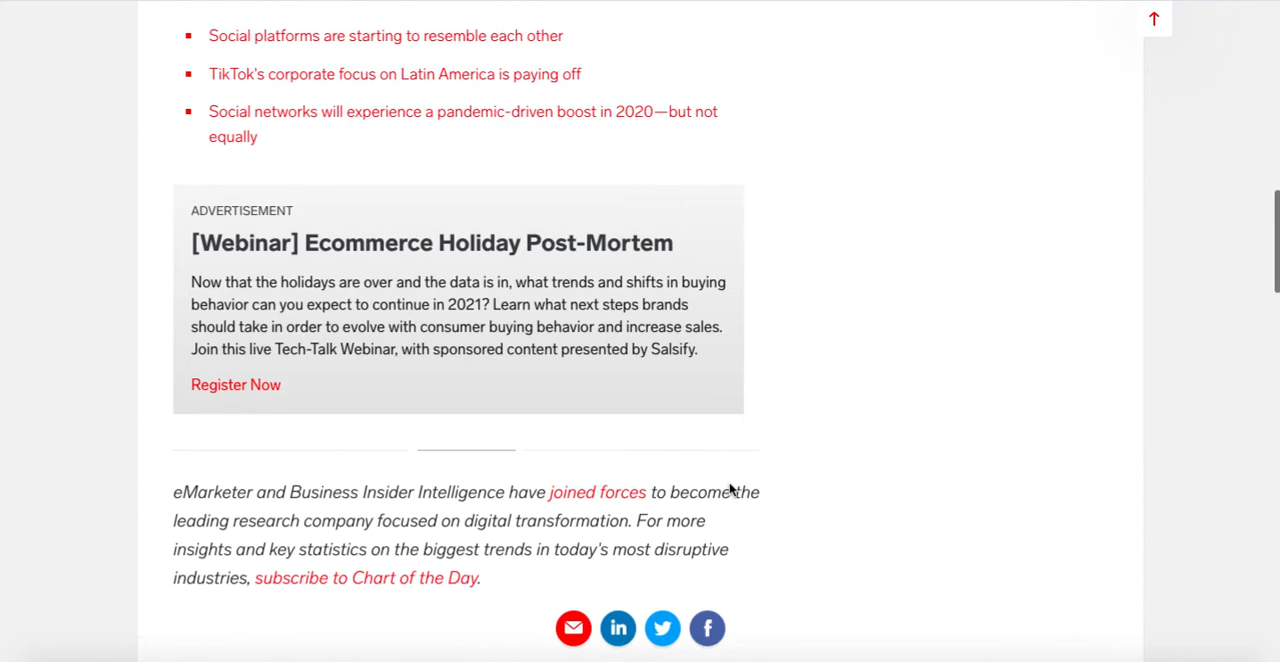 Social platforms are starting to resemble each other
TikTok's corporate focus on Latin America is paying off
Social networks will experience a pandemic-driven boost in 2020—but not
equally
ADVERTISEMENT
[Webinar] Ecommerce Holiday Post-Mortem
Now that the holidays are over and the data is in, what trends and shifts in buying
behavior can you expect to continue in 2021? Learn what next steps brands
should take in order to evolve with consumer buying behavior and increase sales.
Join this live Tech-Talk Webinar, with sponsored content presented by Salsify.
Register Now
eMarketer and Business Insider Intelligence have joined forces to become the
leading research company focused on digital transformation. For more
insights and key statistics on the biggest trends in today's most disruptive
industries, subscribe to Chart of the Day.